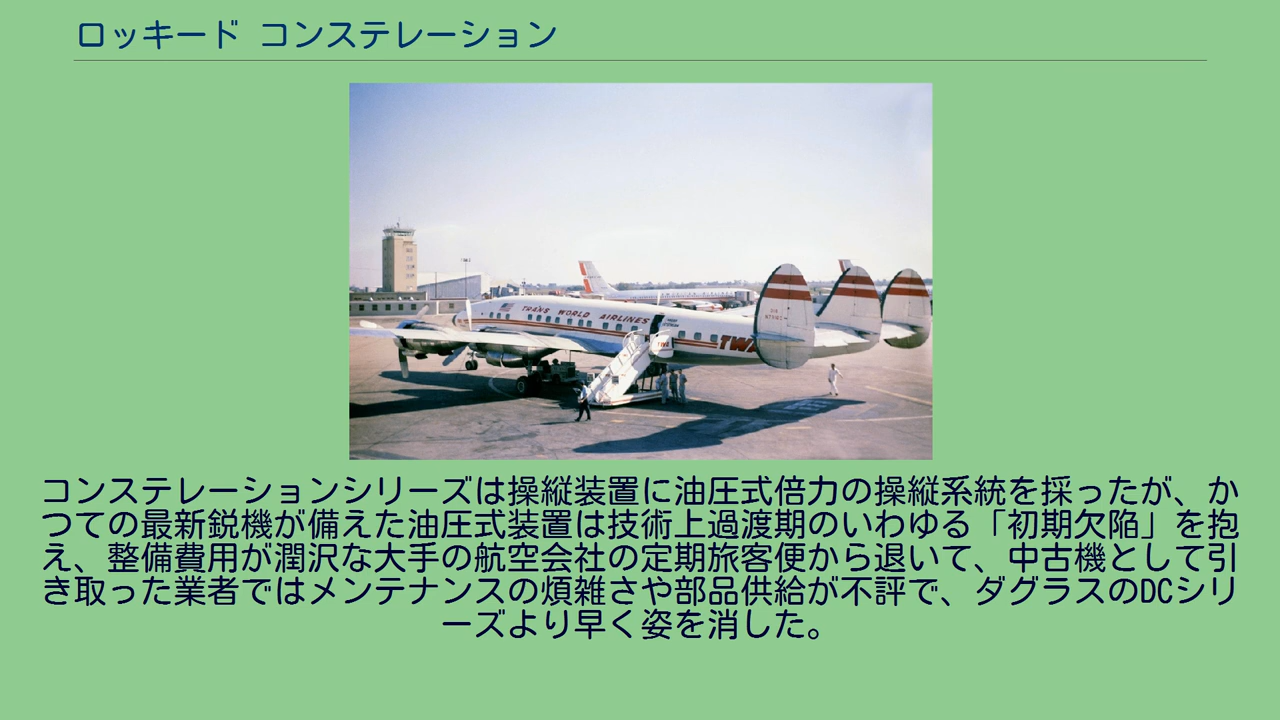 ロッキード コンステレーション
TRANS WORLD AIRLINES
TWA
コンステレーションシリーズは操縦装置に油圧式倍力の操縦系統を採ったが、か
つての最新鋭機が備えた油圧式装置は技術上過渡期のいわゆる「初期欠陥」を抱
え、整備費用が潤沢な大手の航空会社の定期旅客便から退いて、中古機として引
き取った業者ではメンテナンスの煩雑さや部品供給が不評で、ダグラスのDCシリ
ーズより早く姿を消した。